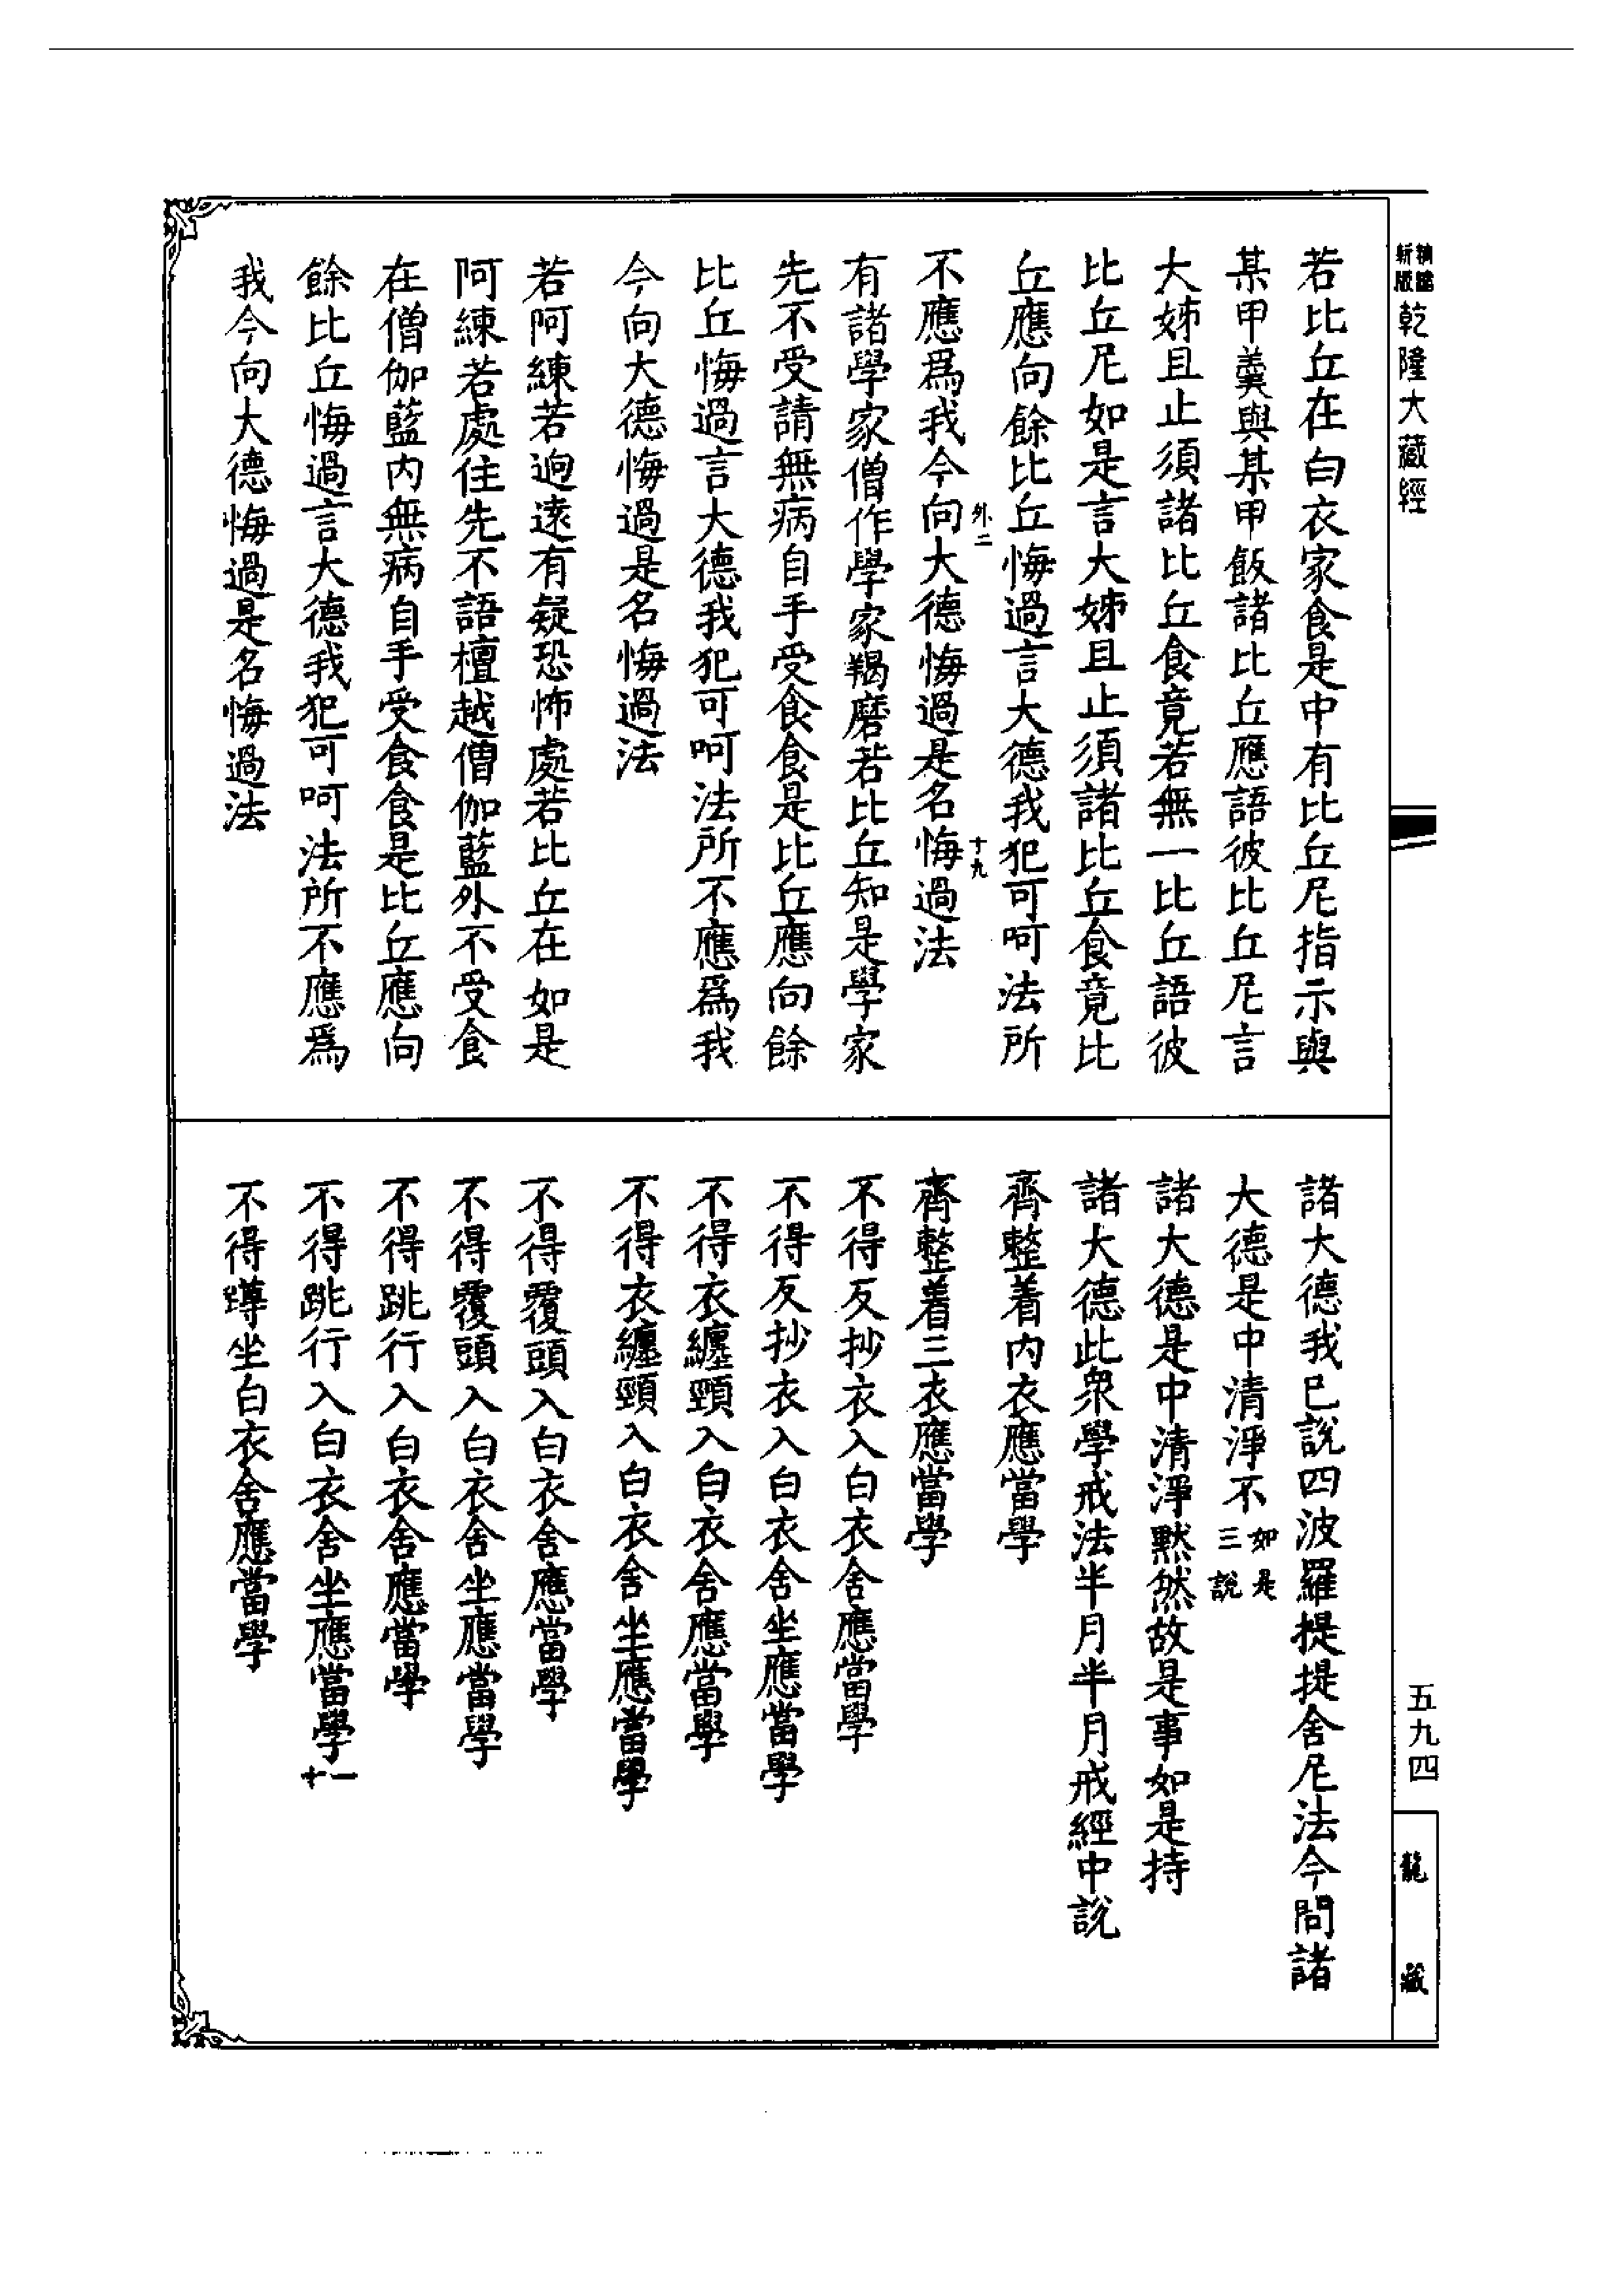 新版
乾隆大藏經
五九四
龍藏
若比丘在白衣家食是中有比丘尼指示與
某甲羹與某甲飯諸比丘應語彼比丘尼言
大姊且止須諸比丘食竟若無一比丘語彼
比丘尼如是言大姊且止須諸比丘食竟比
丘應向餘比丘悔過言大德我犯可呵法所
外二
十九
不應爲我今向大德悔過是名悔過法
有諸學家僧作學家羯磨若比丘知是學家
先不受請無病自手受食食是比丘應向餘
比丘悔過言大德我犯可呵法所不應爲我
今向大德悔過是名悔過法
若阿練若逈遠有疑恐怖處若比丘在如是
阿練若處住先不語檀越僧伽藍外不受食
在僧伽藍內無病自手受食食是比丘應向
餘比丘悔過言大德我犯可呵法所不應爲
我今向大德悔過是名悔過法
諸大德我已說四波羅提提舍尼法今問諸
大德是中清淨不如是三說
諸大德是中清淨默然故是事如是持
諸大德此衆學戒法半月半月戒經中說
齊整着內衣應當學
齊整着三衣應當學
不得反抄衣入白衣舍應當學
不得反抄衣入白衣舍坐應當學
不得衣纏頸入白衣舍應當學
不得衣纏頸入白衣舍坐應當學
不得覆頭入白衣舍應當學
不得覆頭入白衣舍坐應當學
不得跳行入白衣舍應當學
不得跳行入白衣舍坐應當學十一
不得蹲坐白衣舍應當學